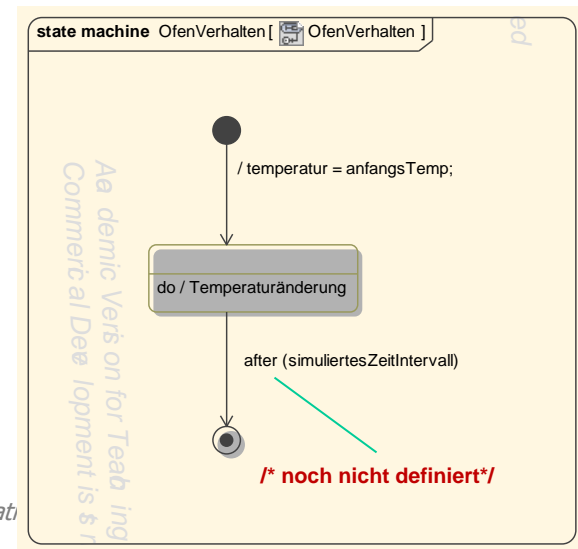 state machine OfenVerhalten [ OfenVerhalten ]
/ temperatur = anfangsTemp;
do / Temperaturänderung
after (simuliertesZeitIntervall)
/* noch nicht definiert*/